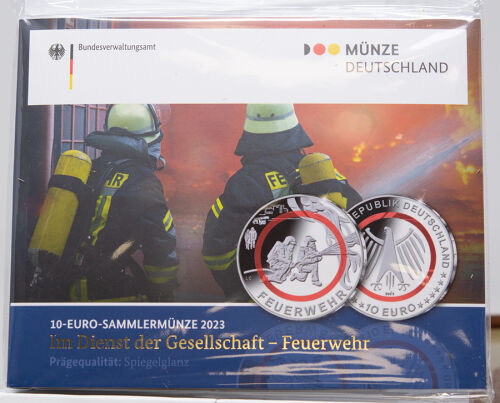 Bundesverwaltungsamt
MÜNZE
DEUTSCHLAND
FEUERWEHR
REPUBLIK DEUTSCHLAND
2023
10 EURO
10-EURO-SAMMLERMÜNZE 2023
Im Dienst der Gesellschaft – Feuerwehr
Prägequalität: Spiegelglanz